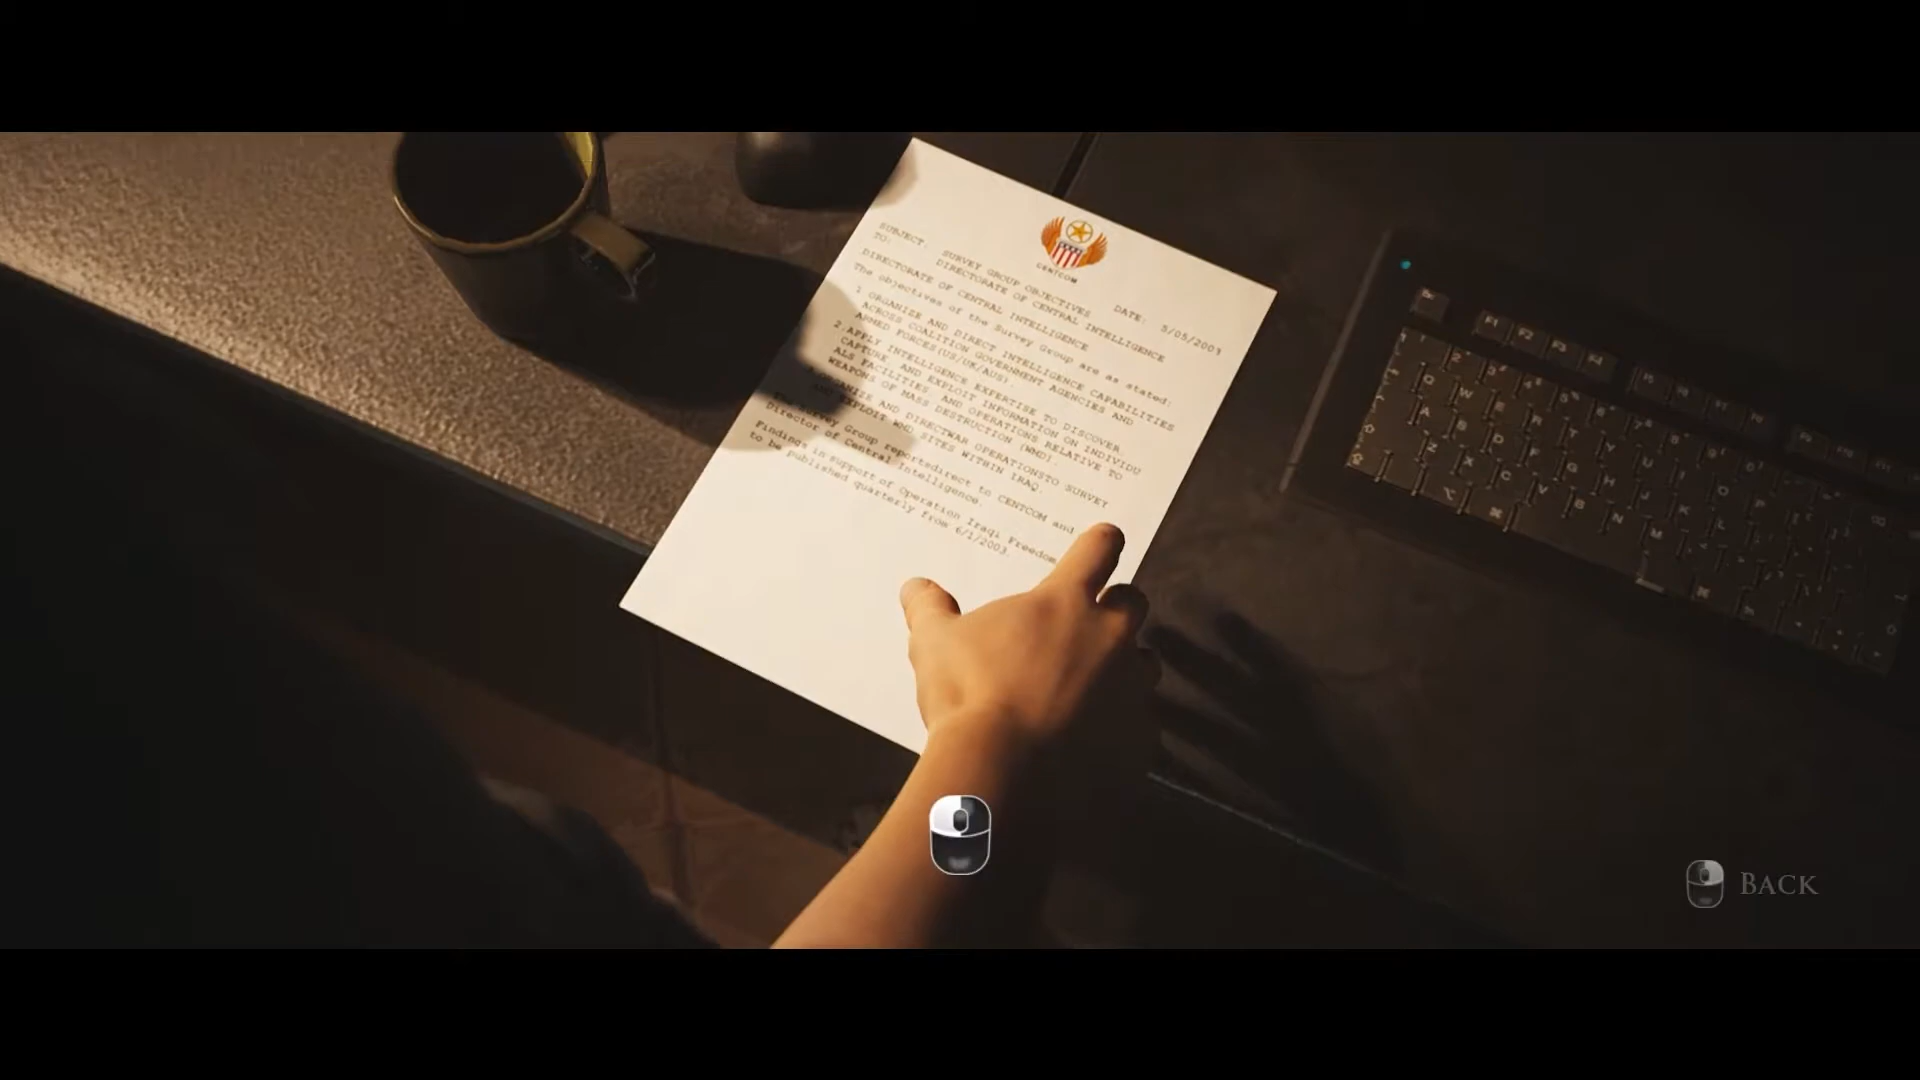 CENTCOM
SUBJECT. SURVEY GROUP OBJECTIVES DATE: 5/05/2003
TO: DIRECTORATE OF CENTRAL INTELLIGENCE
DIRECTORATE OF CENTRAL INTELLIGENCE
The objectives of the Survey Group are as stated:
1 ORGANIZE AND DIRECT INTELLIGENCE CAPABILITIES
ACROSS COALITION GOVERNMENT AGENCIES AND
ARMED FORCES(US/UK/AUS).
2.APPLY INTELLIGENCE EXPERTISE TO DISCOVER,
CAPTURE AND EXPLOIT INFORMATION ON INDIVIDU
ALS FACILITIES, AND OPERATIONS RELATIVE TO
WEAPONS OF MASS DESTRUCTION (WMD).
ORGANIZE AND DIRECTWAR OPERATIONSTO SURVEY
AND EXPLOIT WMD SITES WITHIN IRAQ.
The Survey Group reportedirect to CENTCOM and
Director of Central Intelligence.
Findings in support of Operation Iraqi Freedom
to be published quarterly from 6/1/2003.
BACK